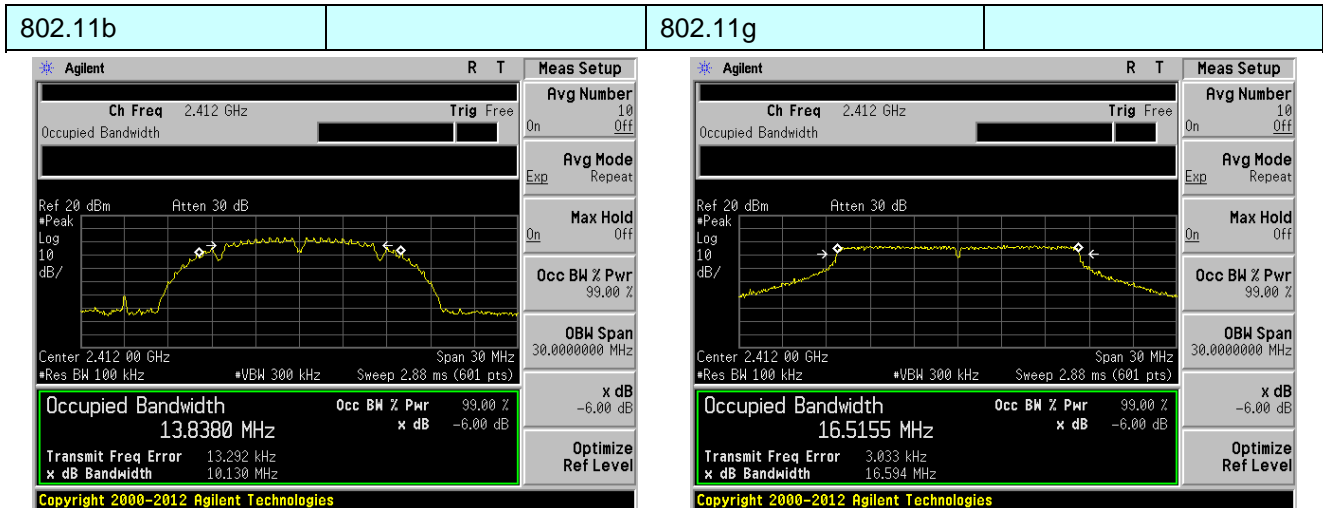 802.11b 802.11g
Agilent R T Meas Setup
Ch Freq 2.412 GHz Trig Free
Occupied Bandwidth
Avg Number
10
On Off
Avg Mode
Exp Repeat
Ref 20 dBm Atten 30 dB
#Peak
Log
10
dB/
Max Hold
On Off
Occ BW % Pwr
99.00 %
OBW Span
30.0000000 MHz
Center 2.412 00 GHz Span 30 MHz
#Res BW 100 kHz #VBW 300 kHz Sweep 2.88 ms (601 pts)
x dB
-6.00 dB
Occupied Bandwidth Occ BW % Pwr 99.00 %
13.8380 MHz x dB -6.00 dB
Transmit Freq Error 13.292 kHz
x dB Bandwidth 10.130 MHz
Optimize
Ref Level
Copyright 2000-2012 Agilent Technologies
Agilent R T Meas Setup
Ch Freq 2.412 GHz Trig Free
Occupied Bandwidth
Avg Number
10
On Off
Avg Mode
Exp Repeat
Ref 20 dBm Atten 30 dB
#Peak
Log
10
dB/
Max Hold
On Off
Occ BW % Pwr
99.00 %
OBW Span
30.0000000 MHz
Center 2.412 00 GHz Span 30 MHz
#Res BW 100 kHz #VBW 300 kHz Sweep 2.88 ms (601 pts)
x dB
-6.00 dB
Occupied Bandwidth Occ BW % Pwr 99.00 %
16.5155 MHz x dB -6.00 dB
Transmit Freq Error 3.033 kHz
x dB Bandwidth 16.594 MHz
Optimize
Ref Level
Copyright 2000-2012 Agilent Technologies